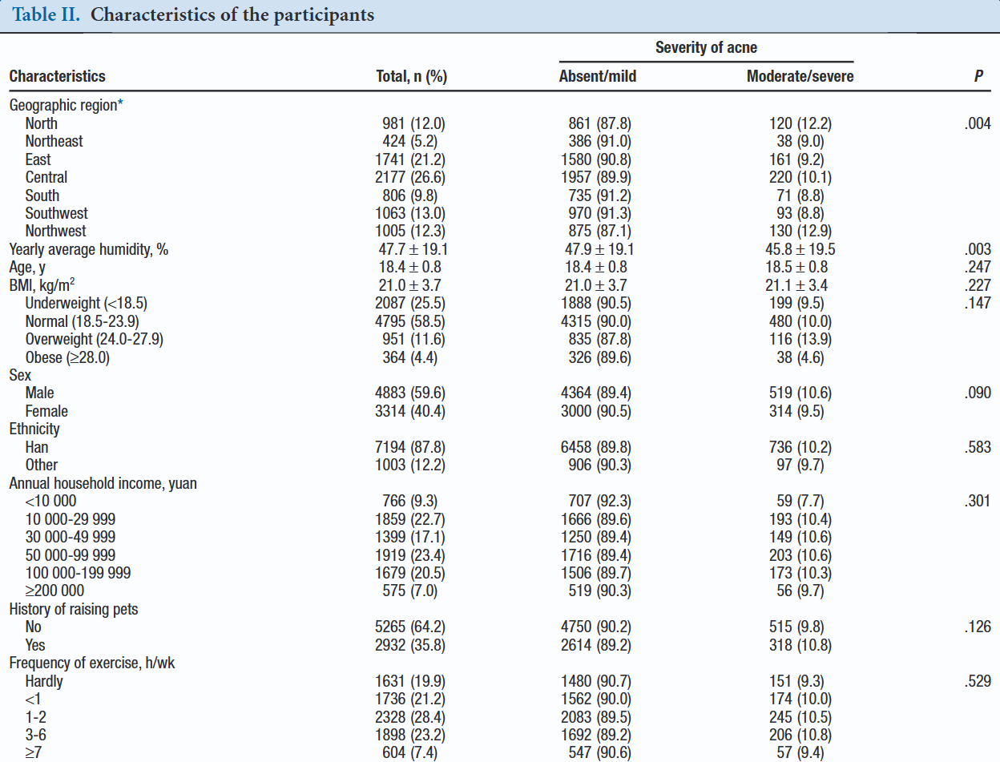 Table II. Characteristics of the participants
Severity of acne
Characteristics Total, n (%) Absent/mild Moderate/severe P
Geographic region*
North 981 (12.0) 861 (87.8) 120 (12.2) .004
Northeast 424 (5.2) 386 (91.0) 38 (9.0)
East 1741 (21.2) 1580 (90.8) 161 (9.2)
Central 2177 (26.6) 1957 (89.9) 220 (10.1)
South 806 (9.8) 735 (91.2) 71 (8.8)
Southwest 1063 (13.0) 970 (91.3) 93 (8.8)
Northwest 1005 (12.3) 875 (87.1) 130 (12.9)
Yearly average humidity, % 47.7 ± 19.1 47.9 ± 19.1 45.8 ± 19.5 .003
Age, y 18.4 ± 0.8 18.4 ± 0.8 18.5 ± 0.8 .247
BMI, kg/m² 21.0 ± 3.7 21.0 ± 3.7 21.1 ± 3.4 .227
Underweight (<18.5) 2087 (25.5) 1888 (90.5) 199 (9.5) .147
Normal (18.5-23.9) 4795 (58.5) 4315 (90.0) 480 (10.0)
Overweight (24.0-27.9) 951 (11.6) 835 (87.8) 116 (13.9)
Obese (≥28.0) 364 (4.4) 326 (89.6) 38 (4.6)
Sex
Male 4883 (59.6) 4364 (89.4) 519 (10.6) .090
Female 3314 (40.4) 3000 (90.5) 314 (9.5)
Ethnicity
Han 7194 (87.8) 6458 (89.8) 736 (10.2) .583
Other 1003 (12.2) 906 (90.3) 97 (9.7)
Annual household income, yuan
<10 000 766 (9.3) 707 (92.3) 59 (7.7) .301
10 000-29 999 1859 (22.7) 1666 (89.6) 193 (10.4)
30 000-49 999 1399 (17.1) 1250 (89.4) 149 (10.6)
50 000-99 999 1919 (23.4) 1716 (89.4) 203 (10.6)
100 000-199 999 1679 (20.5) 1506 (89.7) 173 (10.3)
≥200 000 575 (7.0) 519 (90.3) 56 (9.7)
History of raising pets
No 5265 (64.2) 4750 (90.2) 515 (9.8) .126
Yes 2932 (35.8) 2614 (89.2) 318 (10.8)
Frequency of exercise, h/wk
Hardly 1631 (19.9) 1480 (90.7) 151 (9.3) .529
<1 1736 (21.2) 1562 (90.0) 174 (10.0)
1-2 2328 (28.4) 2083 (89.5) 245 (10.5)
3-6 1898 (23.2) 1692 (89.2) 206 (10.8)
≥7 604 (7.4) 547 (90.6) 57 (9.4)